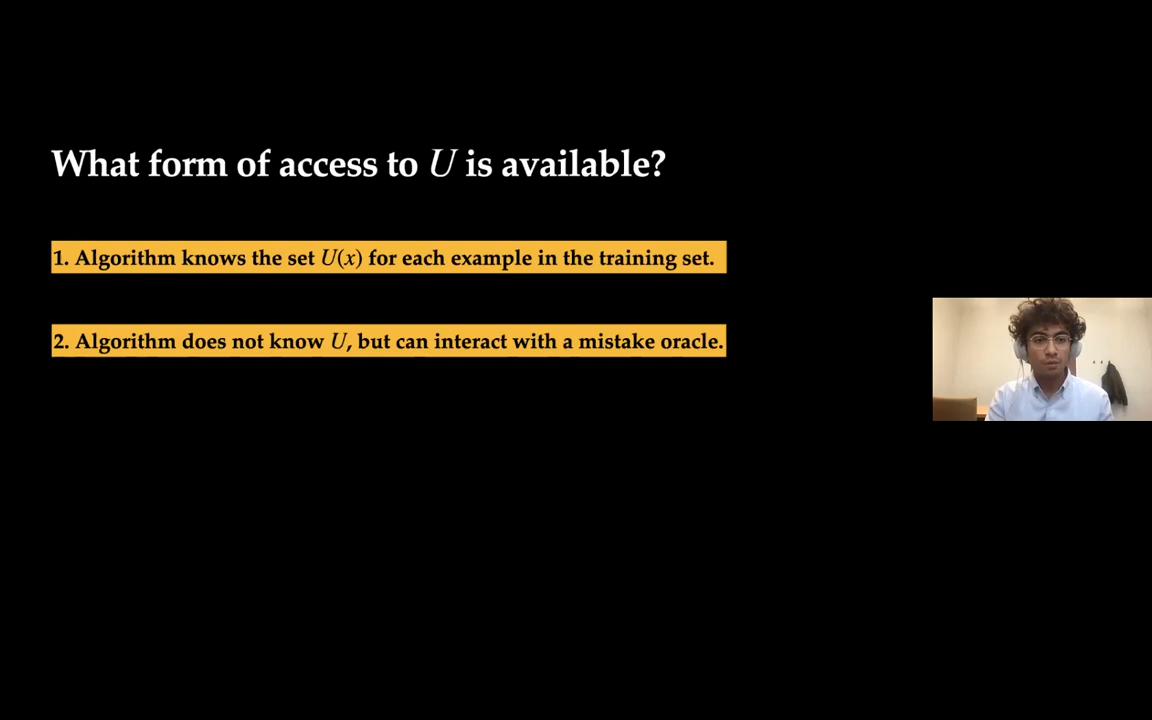 What form of access to U is available?
1. Algorithm knows the set U(x) for each example in the training set.
2. Algorithm does not know U, but can interact with a mistake oracle.